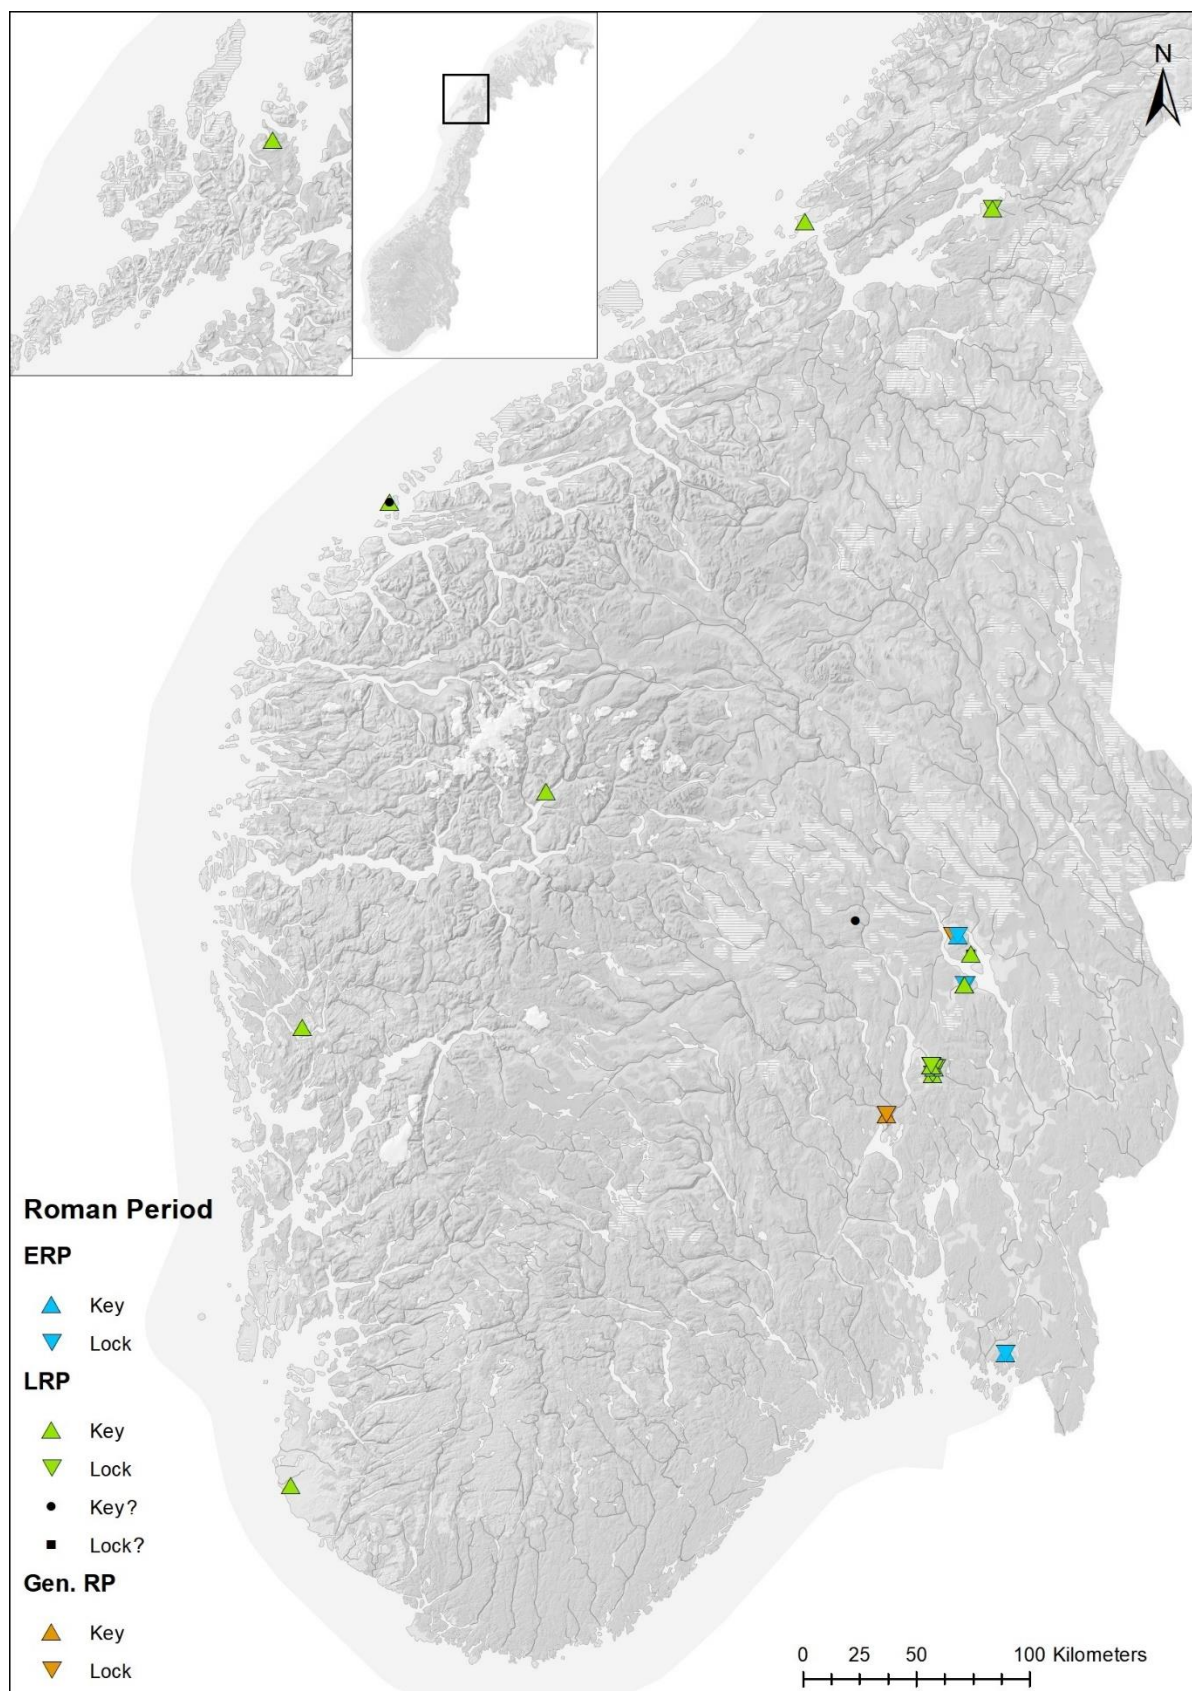 N
Roman Period
ERP
Key
Lock
LRP
Key
Lock
Key?
Lock?
Gen. RP
Key
Lock
0 25 50 100 Kilometers